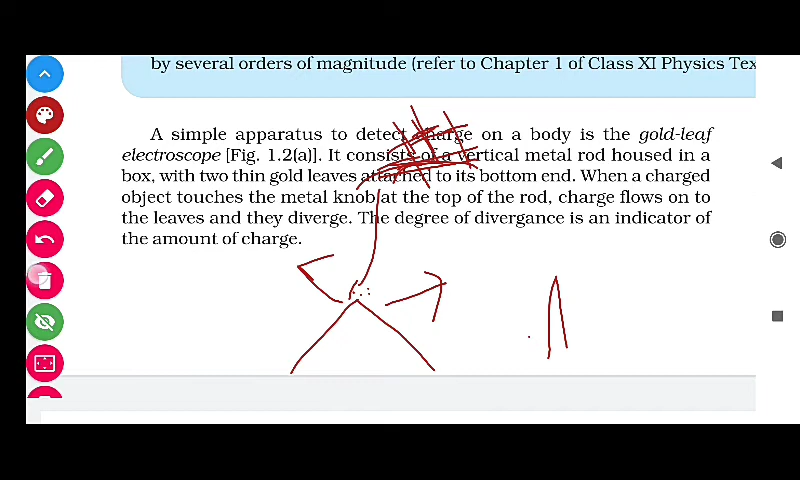 by several orders of magnitude (refer to Chapter 1 of Class XI Physics Tex
A simple apparatus to detect charge on a body is the gold-leaf
electroscope [Fig. 1.2(a)]. It consists of a vertical metal rod housed in a
box, with two thin gold leaves attached to its bottom end. When a charged
object touches the metal knob at the top of the rod, charge flows on to
the leaves and they diverge. The degree of divergance is an indicator of
the amount of charge.